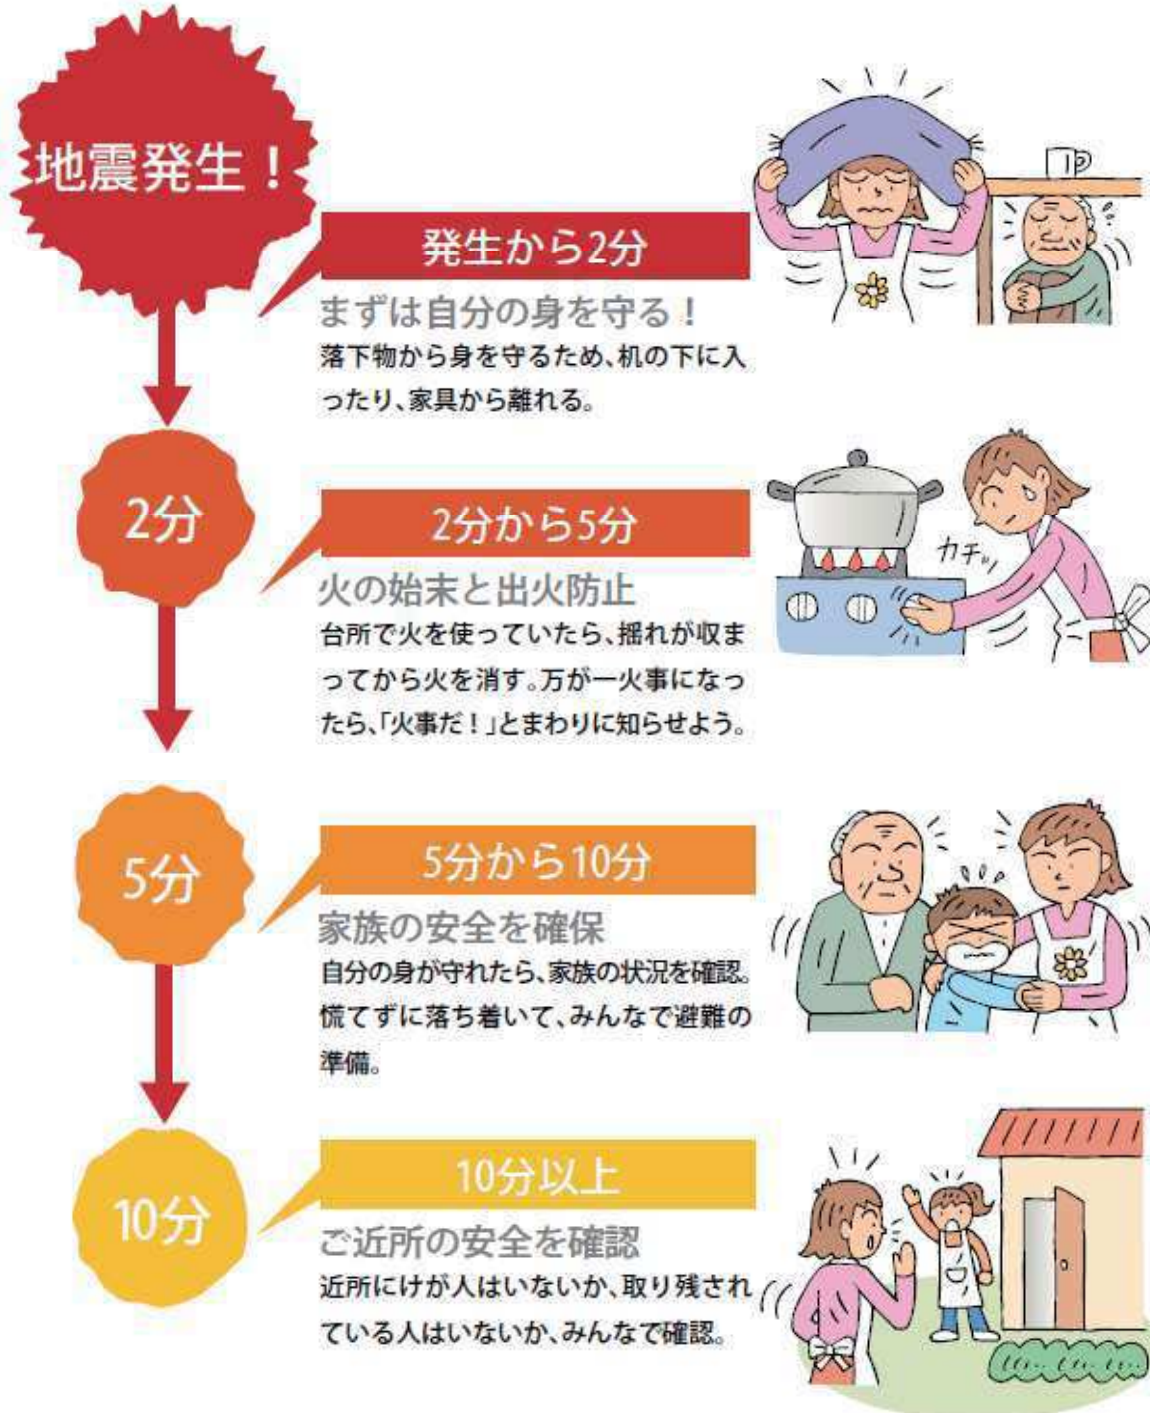 地震発生！
発生から2分
まずは自分の身を守る！
落下物から身を守るため、机の下に入
ったり、家具から離れる。
2分
2分から5分
火の始末と出火防止
台所で火を使っていたら、揺れが収ま
ってから火を消す。万が一火事になっ
たら、「火事だ！」とまわりに知らせよう。
カチッ
5分
5分から10分
家族の安全を確保
自分の身が守れたら、家族の状況を確認。
慌てずに落ち着いて、みんなで避難の
準備。
10分
10分以上
ご近所の安全を確認
近所にけが人はいないか、取り残され
ている人はいないか、みんなで確認。